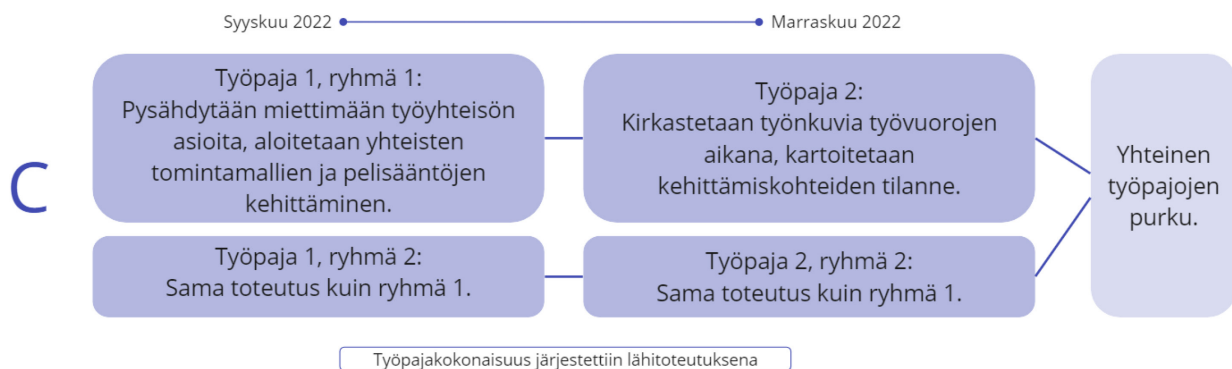 Syyskuu 2022
Marraskuu 2022
C
Työpaja 1, ryhmä 1:
Pysähdytään miettimään työyhteisön
asioita, aloitetaan yhteisten
tomintamallien ja pelisääntöjen
kehittäminen.
Työpaja 2:
Kirkastetaan työnkuvia työvuorojen
aikana, kartoitetaan
kehittämiskohteiden tilanne.
Yhteinen
työpajojen
purku.
Työpaja 1, ryhmä 2:
Sama toteutus kuin ryhmä 1.
Työpaja 2, ryhmä 2:
Sama toteutus kuin ryhmä 1.
Työpajakokonaisuus järjestettiin lähitoteutuksena